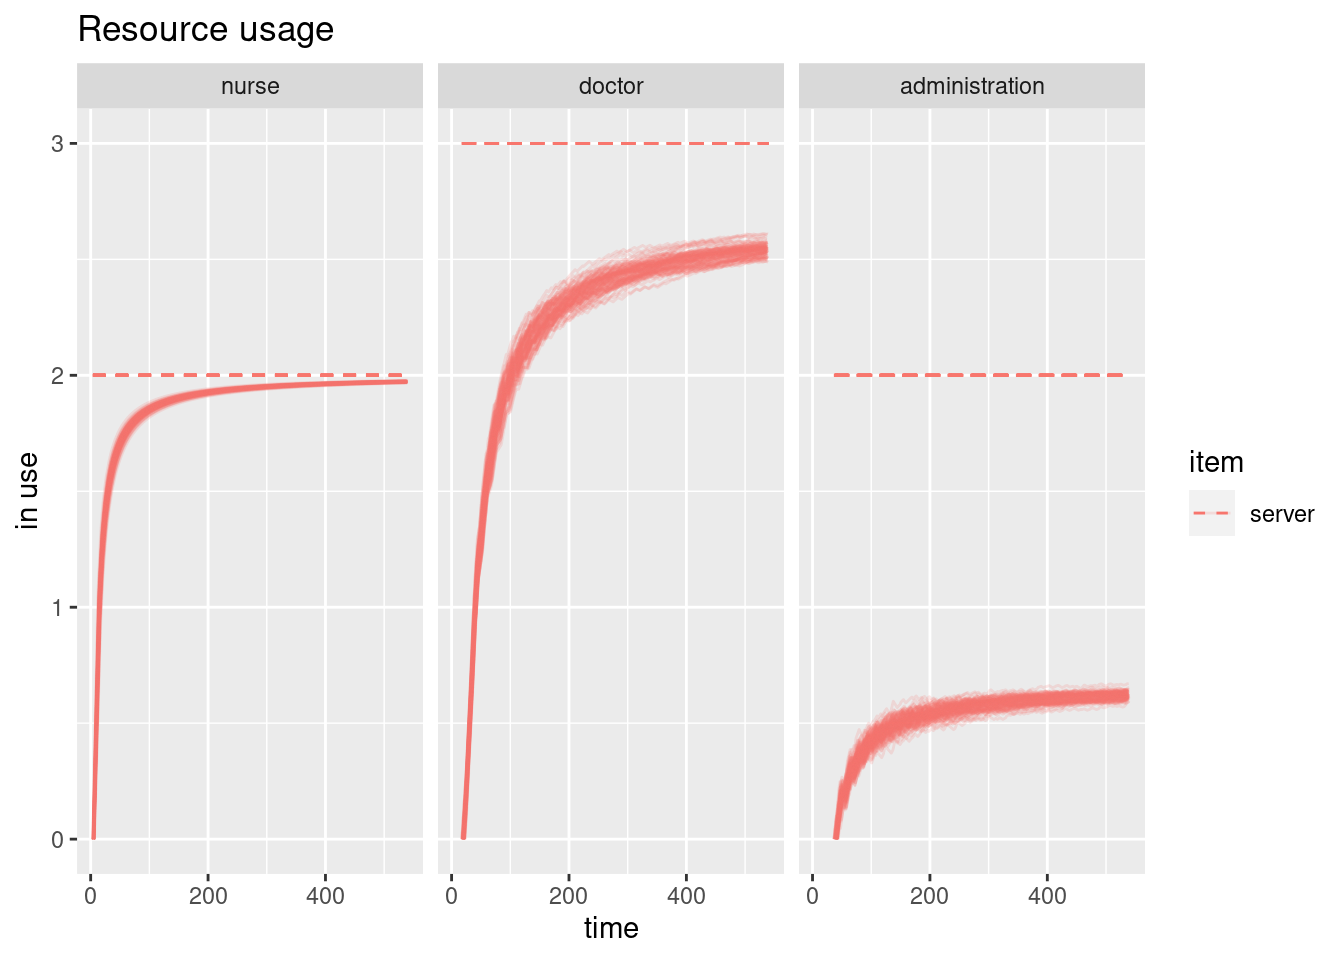 Resource usage
nurse
doctor
administration
3
2
1
0
in use
0 200 400
0 200 400
0 200 400
time
item
server